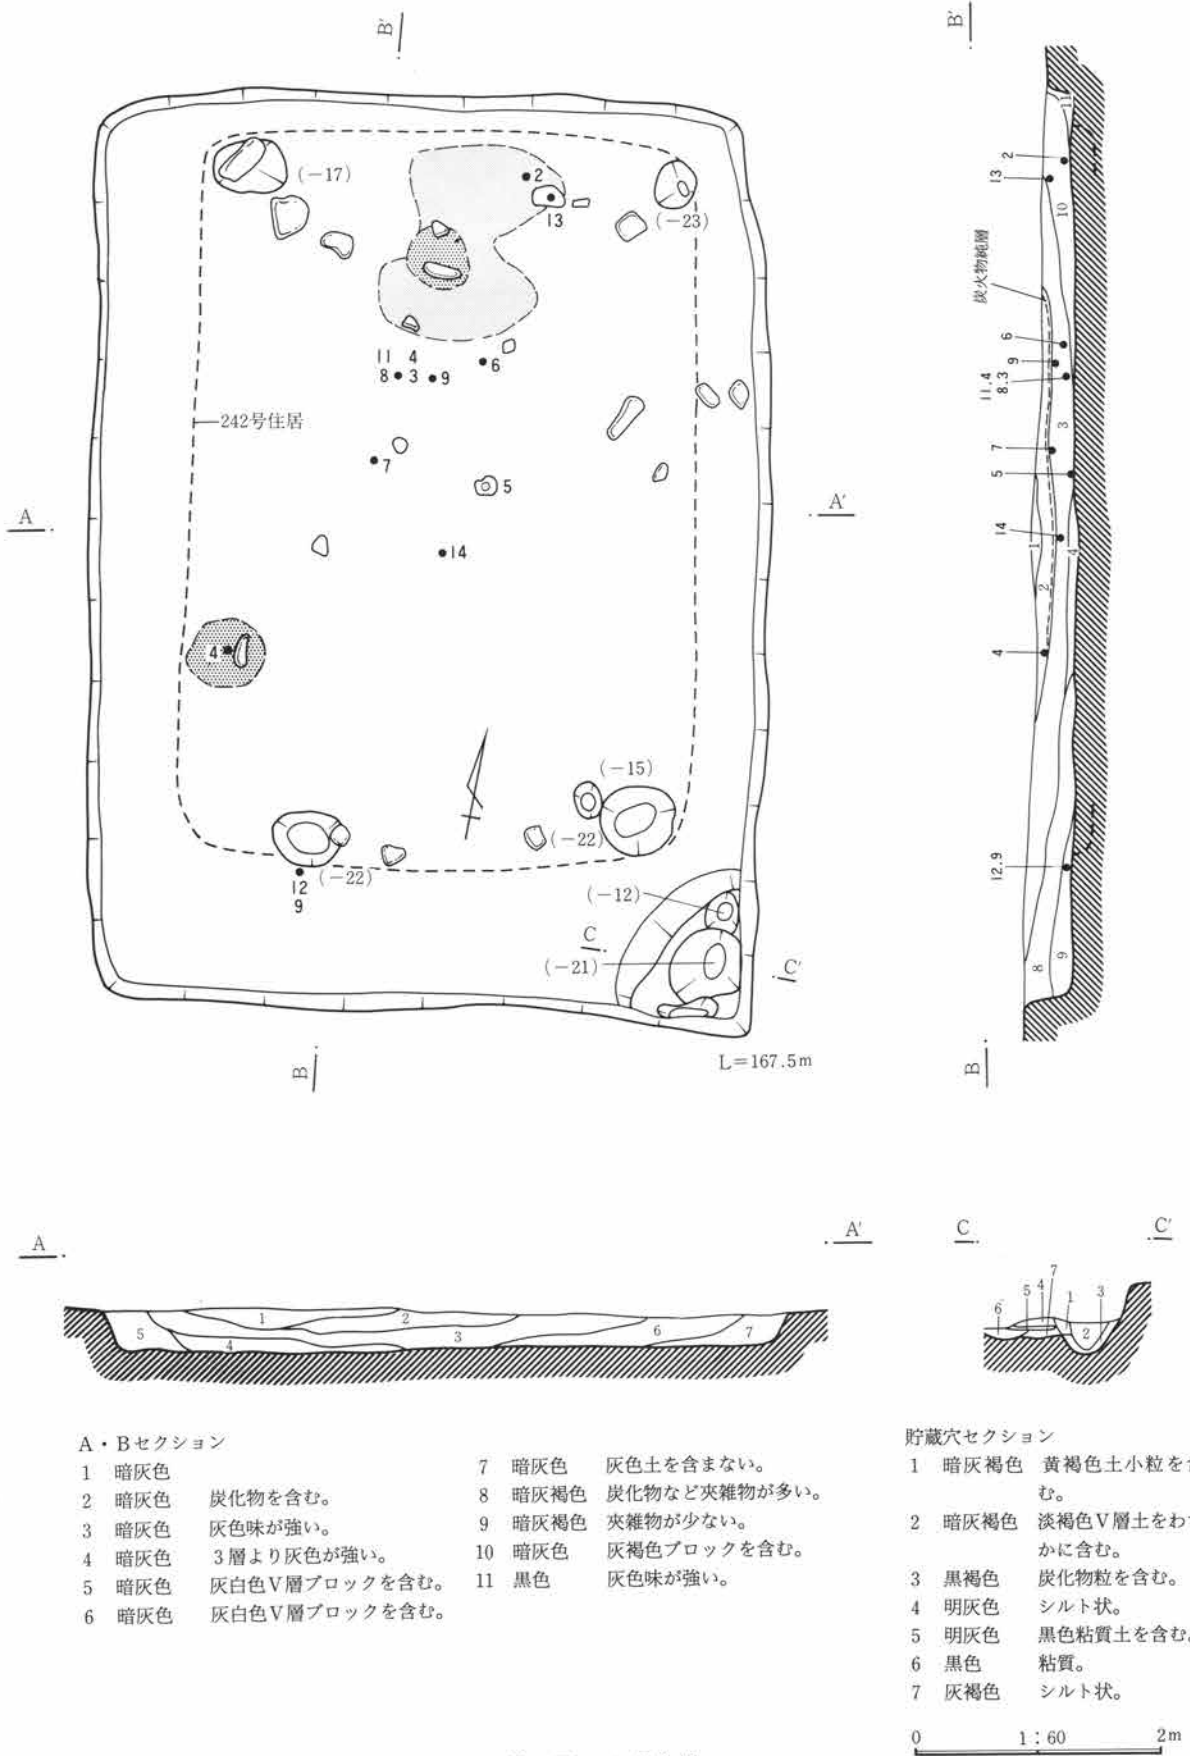 B'
B'
(-17)
2
13
(-23)
11 4
8 3 9
6
242号住居
7
5
A
A'
14
4
(-15)
(-22)
(-22)
12
9
(-12)
C
(-21)
C'
B
L=167.5m
11
2
13
10
炭火物純層
6
9
11.4
8.3
3
7
5
14
1
4
2
4
12.9
8
9
B
A
A'
C
C'
1
2
3
4
5
6
7
7
5 4 1 3
6
2
A・Bセクション
1 暗灰色
2 暗灰色 炭化物を含む。
3 暗灰色 灰色味が強い。
4 暗灰色 3層より灰色が強い。
5 暗灰色 灰白色V層ブロックを含む。
6 暗灰色 灰白色V層ブロックを含む。
7 暗灰色 灰色土を含まない。
8 暗灰褐色 炭化物など夾雑物が多い。
9 暗灰褐色 夾雑物が少ない。
10 暗灰色 灰褐色ブロックを含む。
11 黒色 灰色味が強い。
貯蔵穴セクション
1 暗灰褐色 黄褐色土小粒を含
む。
2 暗灰褐色 淡褐色V層土をわず
かに含む。
3 黒褐色 炭化物粒を含む。
4 明灰色 シルト状。
5 明灰色 黒色粘質土を含む。
6 黒色 粘質。
7 灰褐色 シルト状。
0 1:60 2m